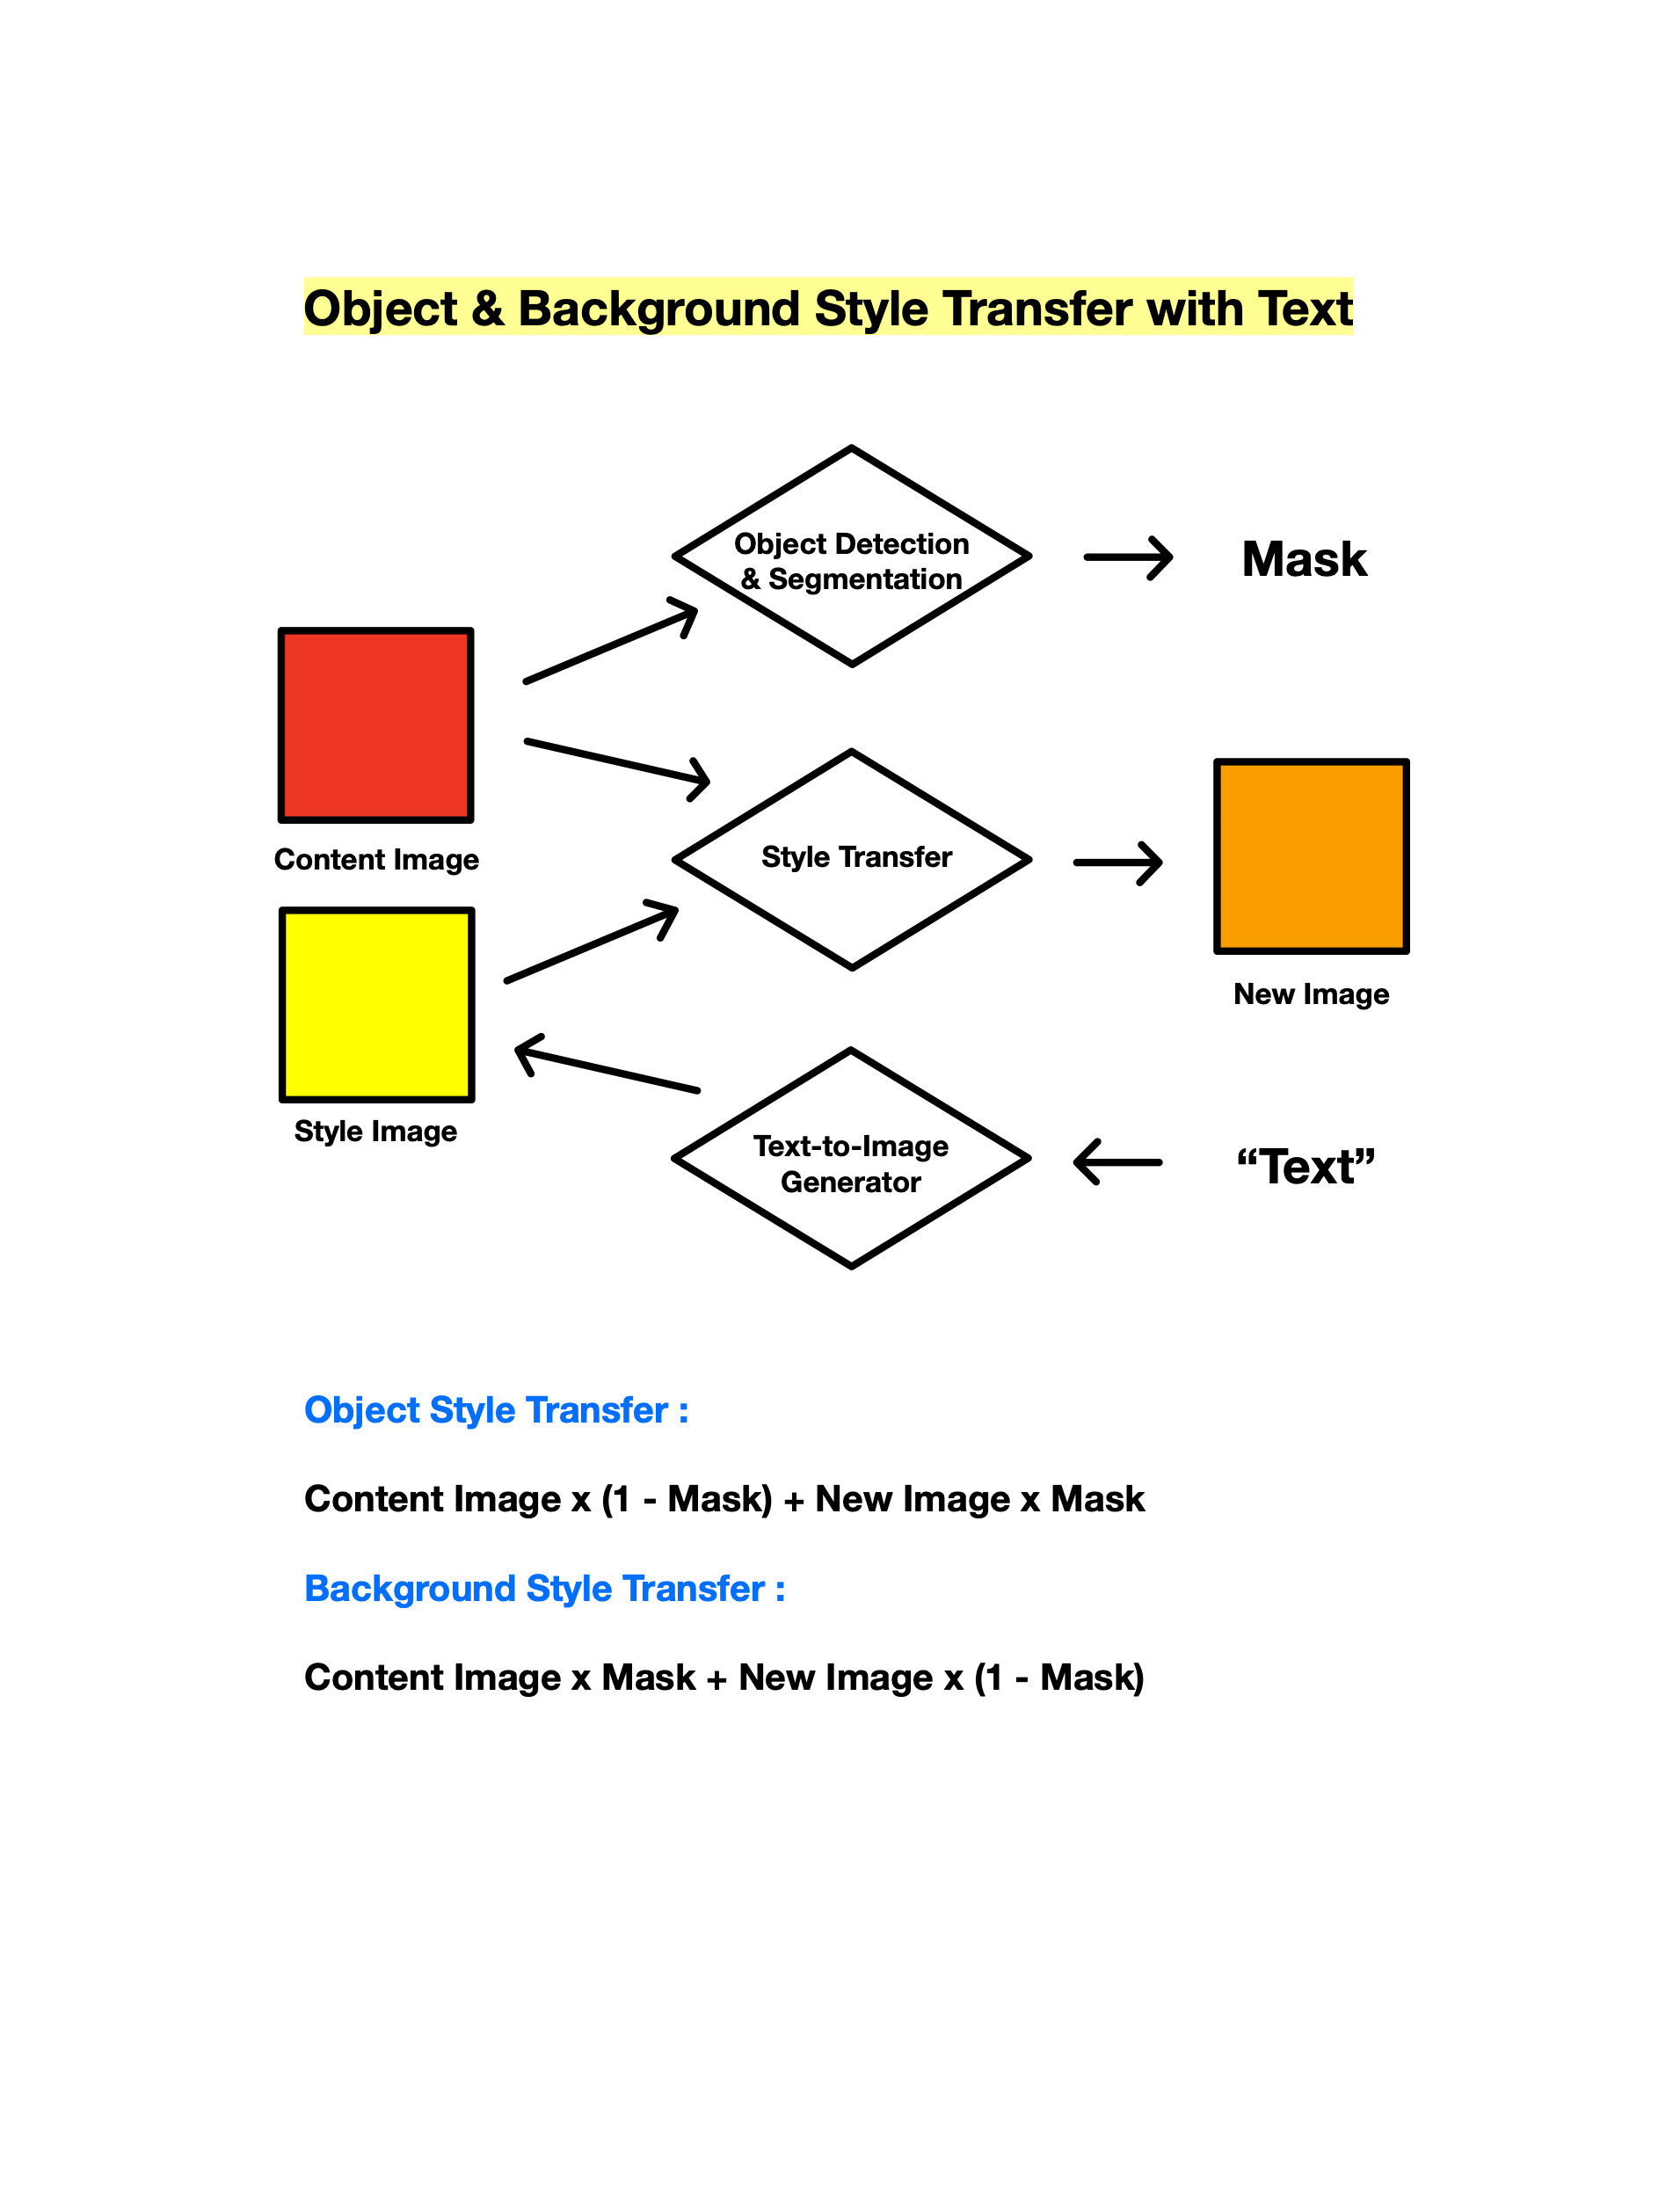 Object & Background Style Transfer with Text
Object Detection
& Segmentation
Mask
Content Image
Style Transfer
New Image
Style Image
Text-to-Image
Generator
“Text”
Object Style Transfer :
Content Image x (1 - Mask) + New Image x Mask
Background Style Transfer :
Content Image x Mask + New Image x (1 - Mask)